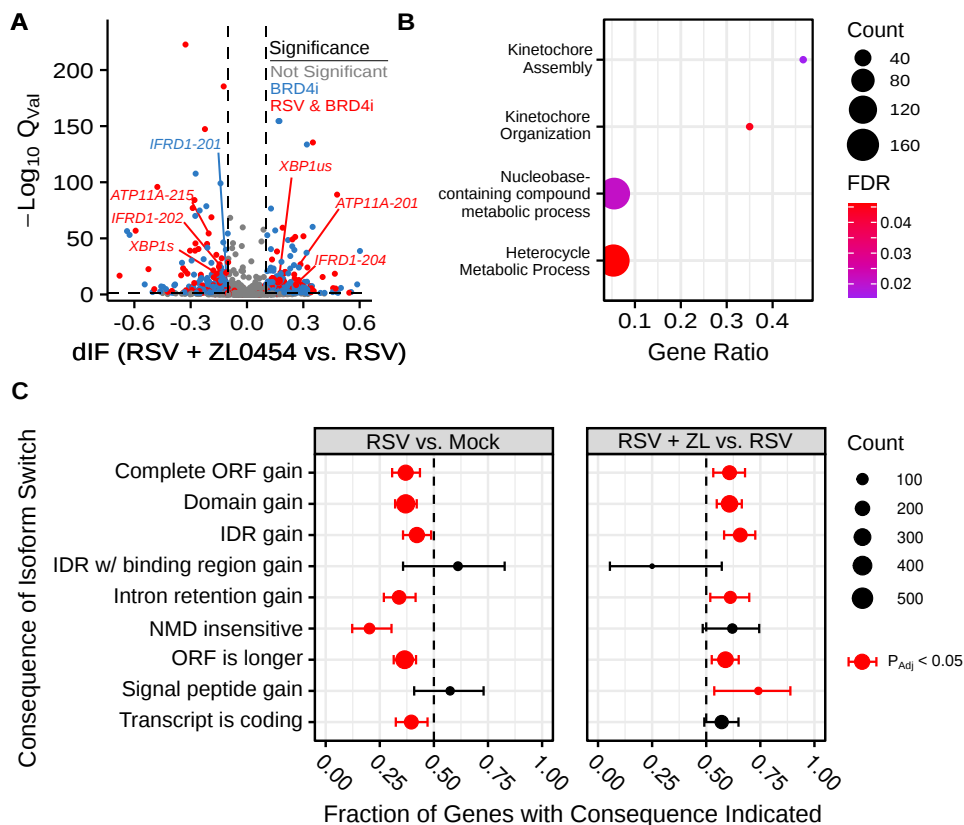 A
−Log10 QVal
200
150
100
50
0
-0.6
-0.3
0.0
0.3
0.6
dIF (RSV + ZL0454 vs. RSV)
Significance
Not Significant
BRD4i
RSV & BRD4i
IFRD1-201
XBP1us
ATP11A-215
ATP11A-201
IFRD1-202
XBP1s
IFRD1-204
B
Kinetochore
Assembly
Kinetochore
Organization
Nucleobase-
containing compound
metabolic process
Heterocycle
Metabolic Process
0.1
0.2
0.3
0.4
Gene Ratio
Count
40
80
120
160
FDR
0.04
0.03
0.02
C
Consequence of Isoform Switch
RSV vs. Mock
RSV + ZL vs. RSV
Complete ORF gain
Domain gain
IDR gain
IDR w/ binding region gain
Intron retention gain
NMD insensitive
ORF is longer
Signal peptide gain
Transcript is coding
0.00
0.25
0.50
0.75
1.00
0.00
0.25
0.50
0.75
1.00
Fraction of Genes with Consequence Indicated
Count
100
200
300
400
500
PAdj < 0.05